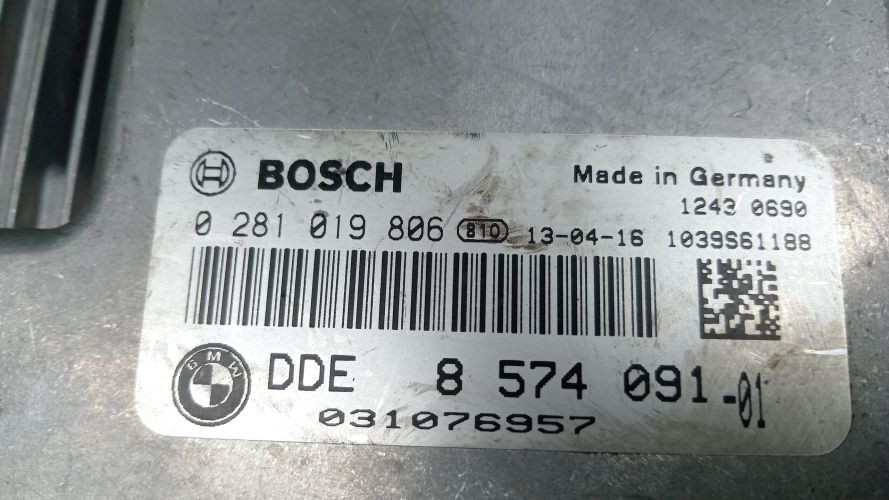 BOSCH Made in Germany
1243 0690
0 281 019 806 810 13-04-16 1039S61188
BMW DDE 8 574 091-01
031076957